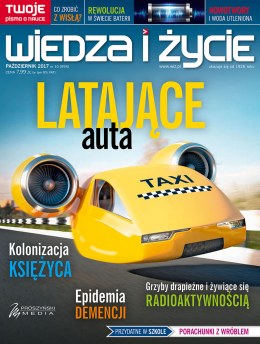 TWOJE
pismo o nauce
CO ZROBIĆ
Z WISŁĄ?
REWOLUCJA
W ŚWIECIE BATERII
I WODA UTLENIONA
WIEDZA i ŻYCIE
PAŹDZIERNIK 2017
LATAJĄCE
auta
TAXI
Kolonizacja
KSIĘŻYCA
Epidemia
DEMENCJI
Grzyby drapieżne i żywiące się
RADIOAKTYWNOŚCIĄ
PRÓSZYŃSKI
MEDIA
PRZYDATNE W SZKOLE
PORACHUNKI Z WRÓBLEM